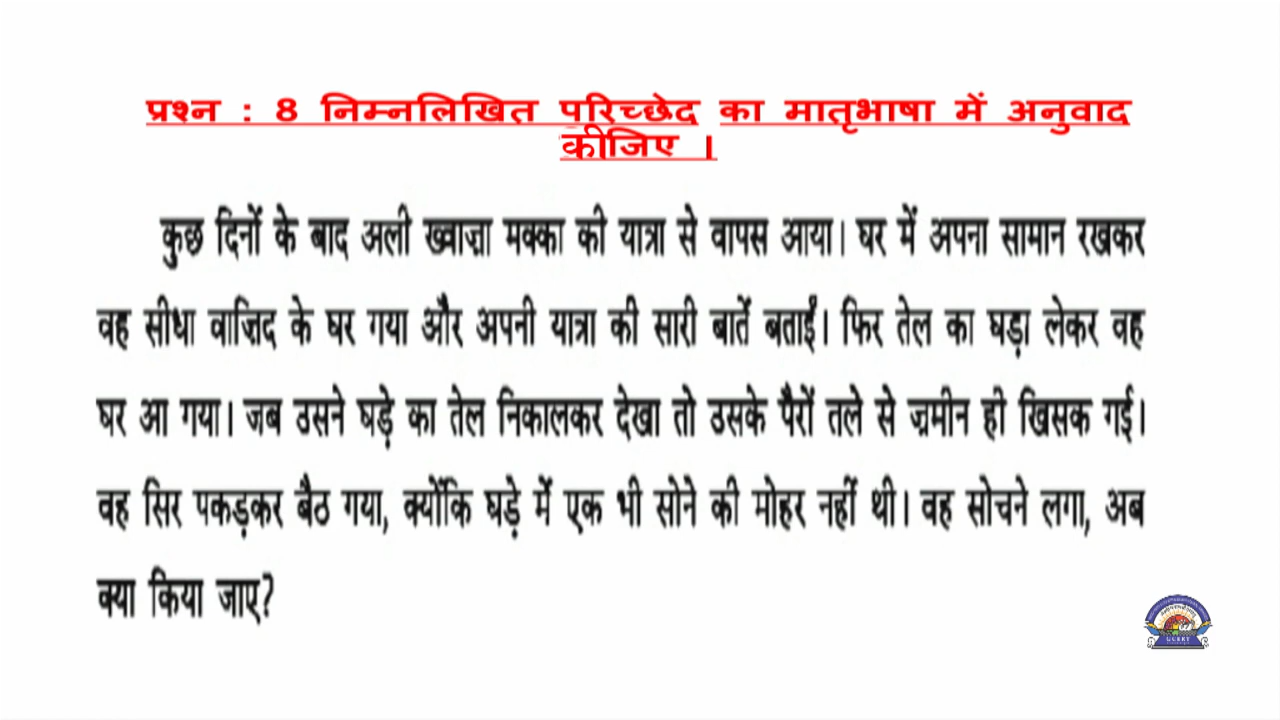 प्रश्न : 8 निम्नलिखित परिच्छेद का मातृभाषा में अनुवाद
कीजिए ।
कुछ दिनों के बाद अली ख्वाज़ा मक्का की यात्रा से वापस आया। घर में अपना सामान रखकर
वह सीधा वाज़िद के घर गया और अपनी यात्रा की सारी बातें बताईं। फिर तेल का घड़ा लेकर वह
घर आ गया। जब उसने घड़े का तेल निकालकर देखा तो उसके पैरों तले से ज़मीन ही खिसक गई।
वह सिर पकड़कर बैठ गया, क्योंकि घड़े में एक भी सोने की मोहर नहीं थी। वह सोचने लगा, अब
क्या किया जाए?